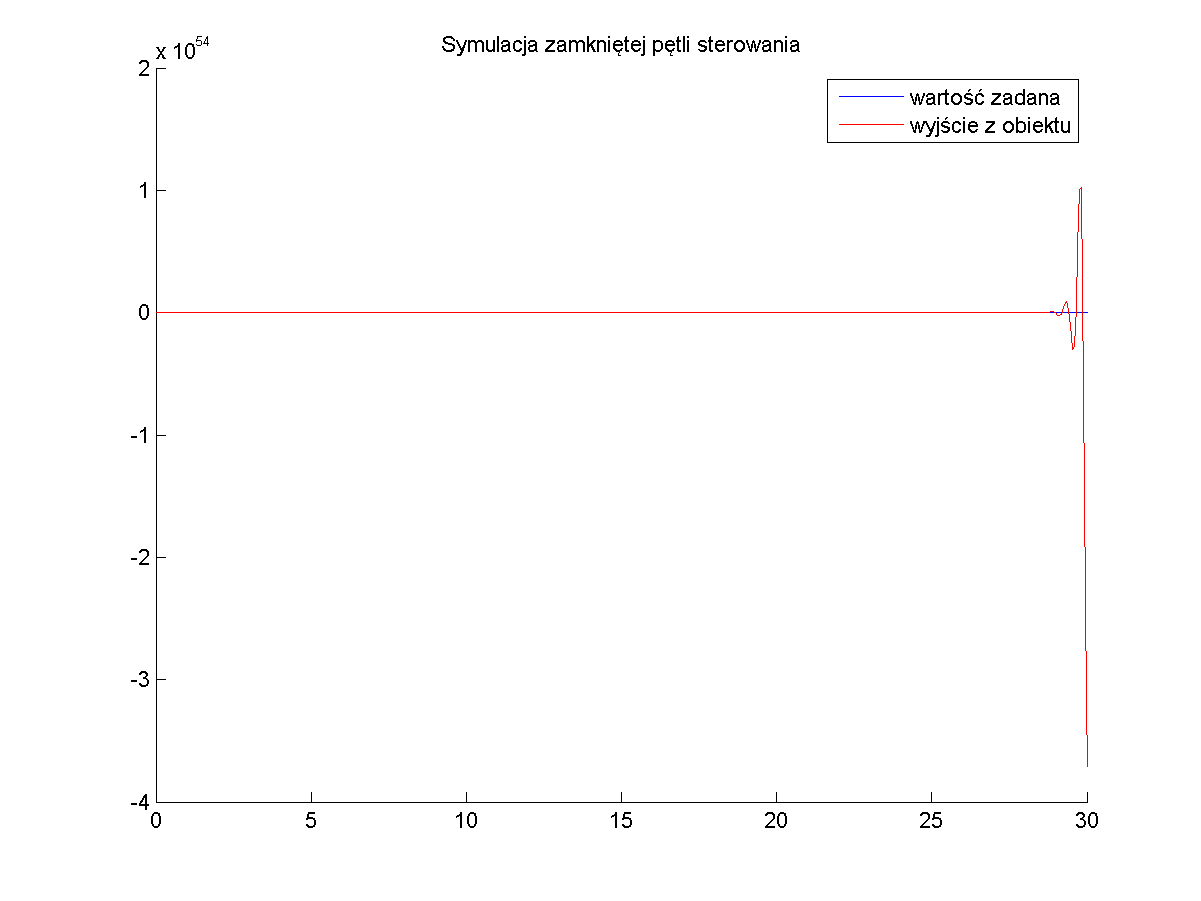 Symulacja zamkniętej pętli sterowania
x 10^54
wartość zadana
wyjście z obiektu
2
1
0
-1
-2
-3
-4
0 5 10 15 20 25 30